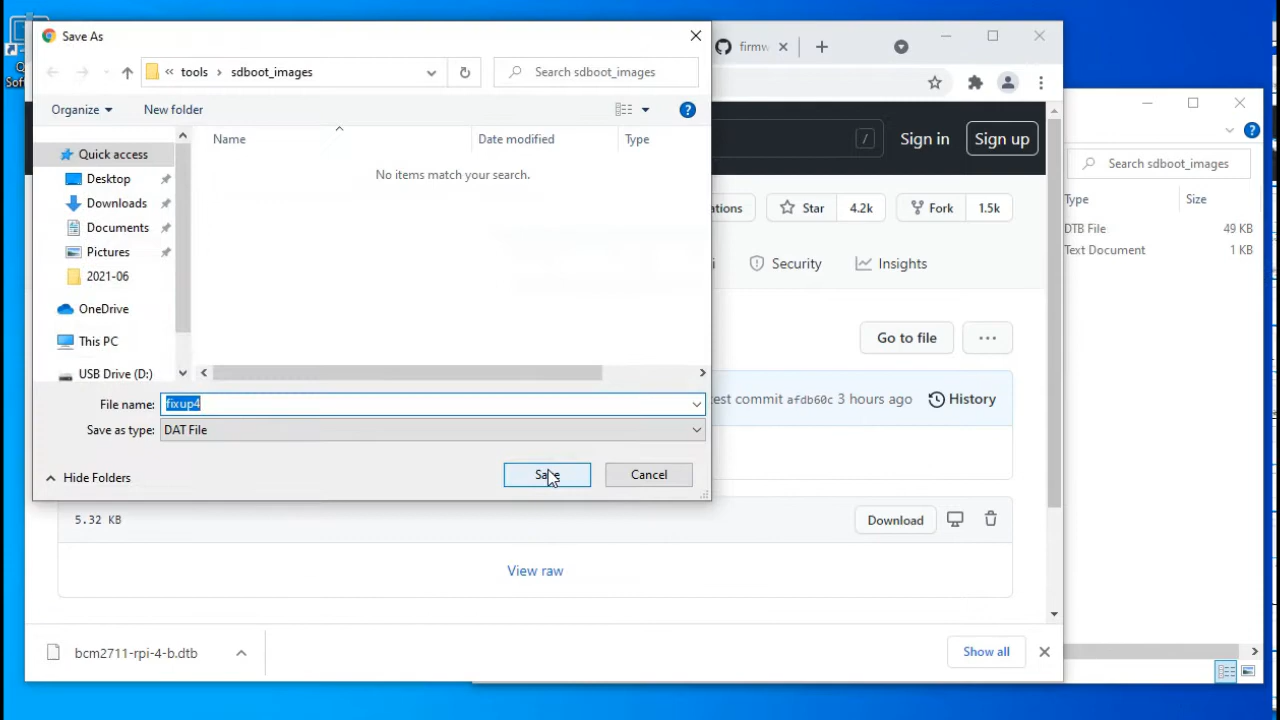 Save As
« tools › sdboot_images
Search sdboot_images
Organize
New folder
Name
Date modified
Type
No items match your search.
Quick access
Desktop
Downloads
Documents
Pictures
2021-06
OneDrive
This PC
USB Drive (D:)
File name:
fixup4
Save as type:
DAT File
Hide Folders
Cancel
firmw
/
Sign in
Sign up
Star
4.2k
Fork
1.5k
Security
Insights
Go to file
commit afdb60c 3 hours ago
History
5.32 KB
Download
View raw
bcm2711-rpi-4-b.dtb
Show all
Search sdboot_images
Type
Size
DTB File
49 KB
Text Document
1 KB